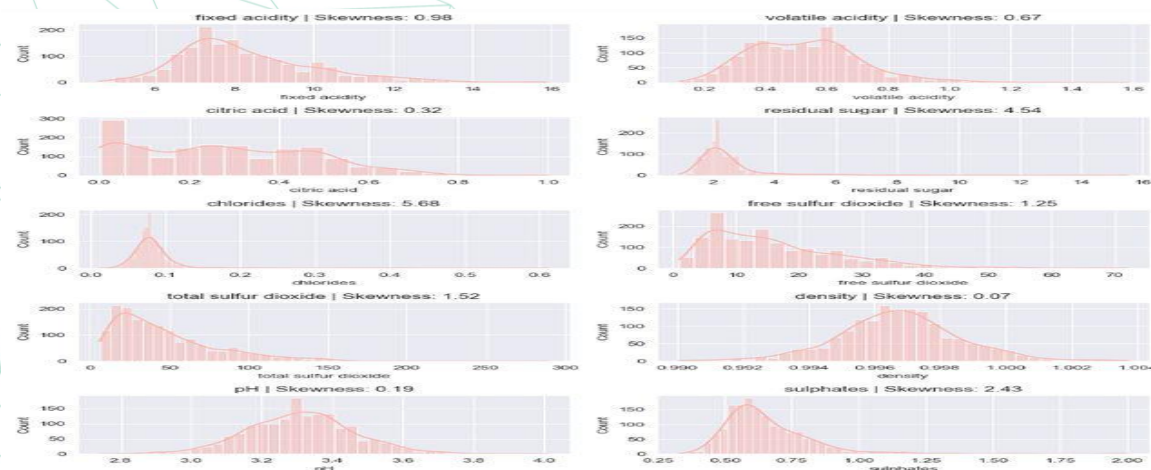 fixed acidity | Skewness: 0.98
Count
200
100
0
6 8 10 12 14 16
fixed acidity
volatile acidity | Skewness: 0.67
Count
150
100
50
0
0.2 0.4 0.6 0.8 1.0 1.2 1.4 1.6
volatile acidity
citric acid | Skewness: 0.32
Count
300
200
100
0
0.0 0.2 0.4 0.6 0.8 1.0
citric acid
residual sugar | Skewness: 4.54
Count
200
100
0
2 4 6 8 10 12 14 16
residual sugar
chlorides | Skewness: 5.68
Count
200
100
0
0.0 0.1 0.2 0.3 0.4 0.5 0.6
chlorides
free sulfur dioxide | Skewness: 1.25
Count
200
100
0
0 10 20 30 40 50 60 70
free sulfur dioxide
total sulfur dioxide | Skewness: 1.52
Count
200
100
0
0 50 100 150 200 250 300
total sulfur dioxide
density | Skewness: 0.07
Count
150
100
50
0
0.990 0.992 0.994 0.996 0.998 1.000 1.002 1.004
density
pH | Skewness: 0.19
Count
150
100
50
0
2.8 3.0 3.2 3.4 3.6 3.8 4.0
pH
sulphates | Skewness: 2.43
Count
150
100
50
0
0.25 0.50 0.75 1.00 1.25 1.50 1.75 2.00
sulphates